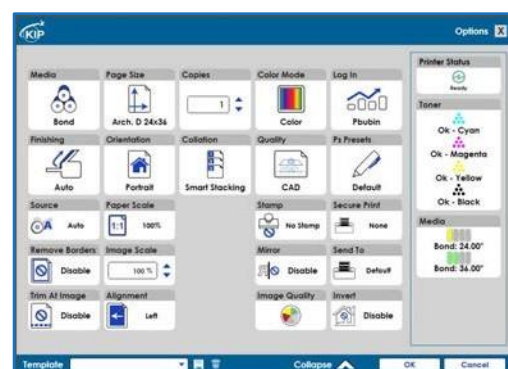 KIP
Options X
Media
Page Size
Copies
Color Mode
Log In
Bond
Arch. D 24x36
1
Color
Pbubin
Finishing
Orientation
Collation
Quality
Ps Presets
Auto
Portrait
Smart Stacking
CAD
Default
Source
Paper Scale
Stamp
Secure Print
A
Auto
1:1
100%
No Stamp
None
Remove Borders
Image Scale
Mirror
Send To
Disable
100 %
Disable
Default
Trim At Image
Alignment
Image Quality
Invert
Disable
Left
Disable
Printer Status
Ready
Toner
Ok - Cyan
Ok - Magenta
Ok - Yellow
Ok - Black
Media
Bond: 24.00"
Bond: 36.00"
Template
Collapse
OK
Cancel